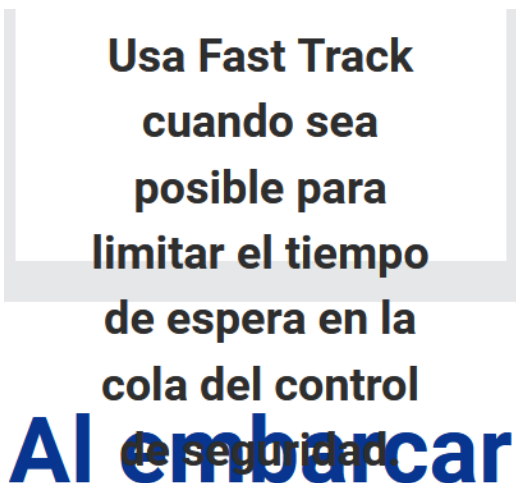 Usa Fast Track
cuando sea
posible para
limitar el tiempo
de espera en la
cola del control
de seguridad.
Al embarcar